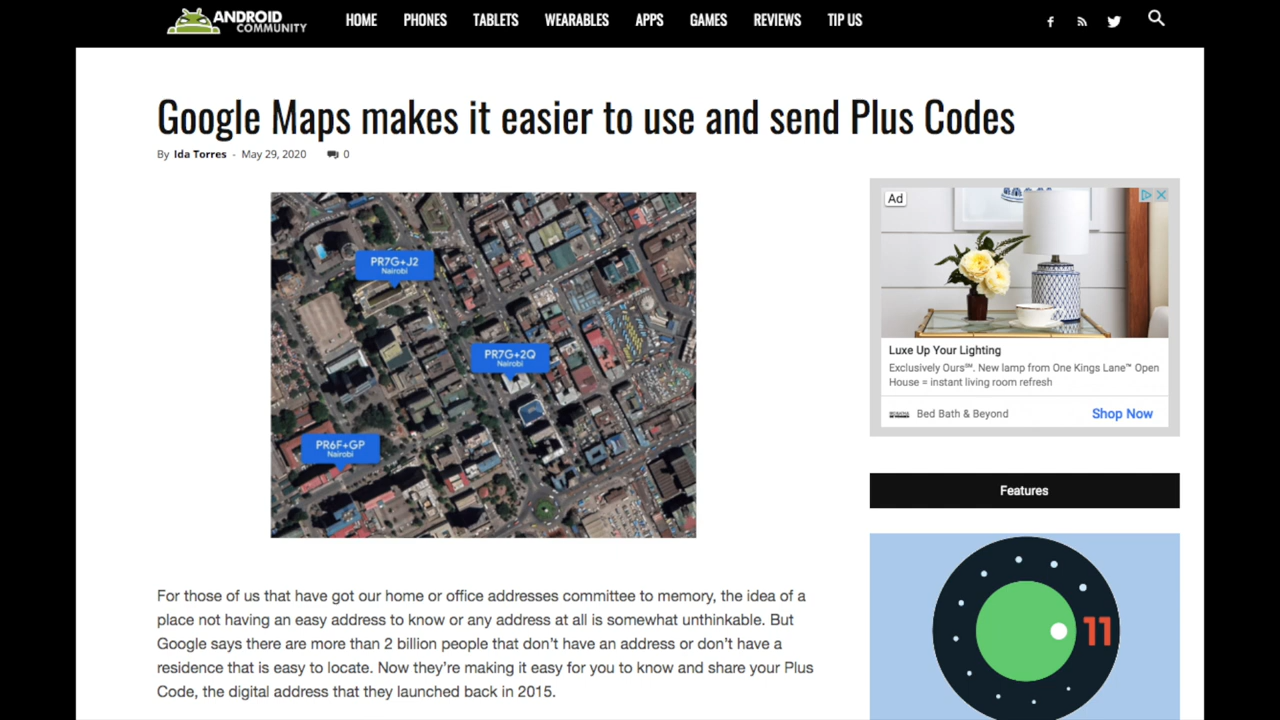 ANDROID
COMMUNITY
HOME PHONES TABLETS WEARABLES APPS GAMES REVIEWS TIP US
Google Maps makes it easier to use and send Plus Codes
By Ida Torres - May 29, 2020 0
PR7G+J2
Nairobi
PR7G+2Q
Nairobi
PR6F+GP
Nairobi
For those of us that have got our home or office addresses committee to memory, the idea of a
place not having an easy address to know or any address at all is somewhat unthinkable. But
Google says there are more than 2 billion people that don’t have an address or don’t have a
residence that is easy to locate. Now they’re making it easy for you to know and share your Plus
Code, the digital address that they launched back in 2015.
Ad
Luxe Up Your Lighting
Exclusively Ours℠. New lamp from One Kings Lane™ Open
House = instant living room refresh
Bed Bath & Beyond Shop Now
Features
11